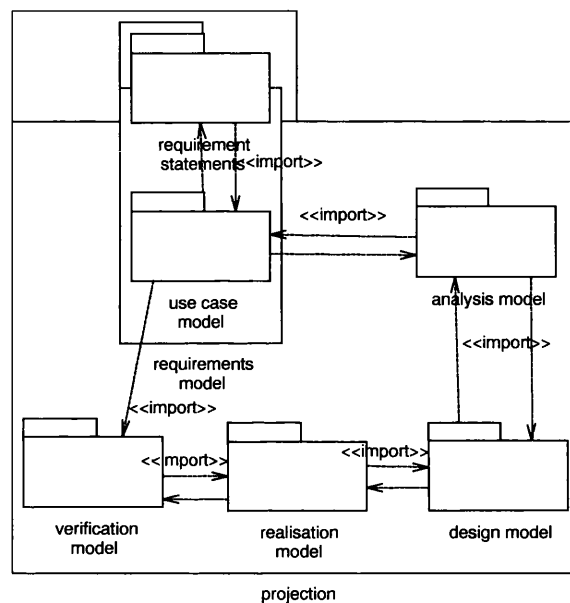 requirement
statements
<<import>>
<<import>>
use case
model
analysis model
requirements
model
<<import>>
<<import>>
<<import>>
<<import>>
verification
model
realisation
model
design model
projection